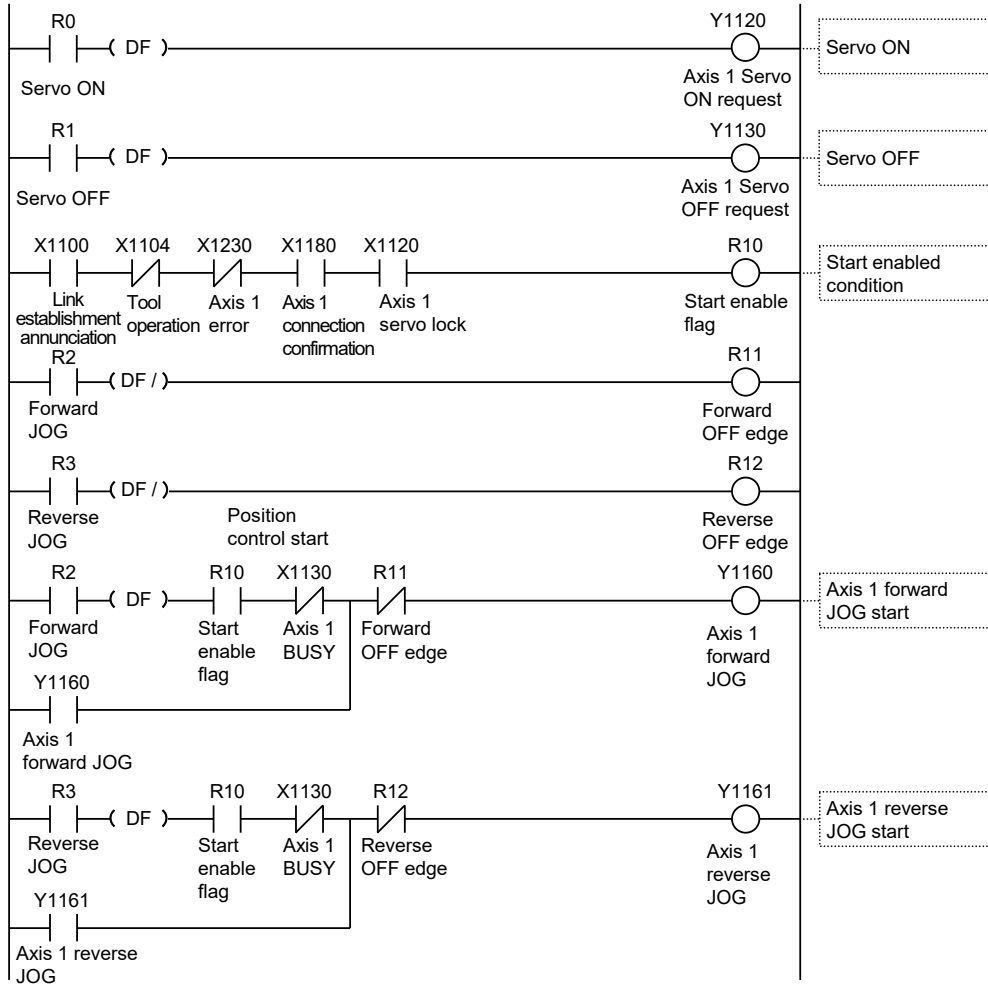 R0
Y1120
( DF )
Servo ON
Servo ON
Axis 1 Servo
ON request
R1
Y1130
( DF )
Servo OFF
Servo OFF
Axis 1 Servo
OFF request
X1100 X1104 X1230 X1180 X1120
R10
Start enabled
condition
Link
establishment
annunciation
Tool
operation
Axis 1
error
Axis 1
connection
confirmation
Axis 1
servo lock
Start enable
flag
R2
R11
( DF / )
Forward
JOG
Forward
OFF edge
R3
R12
( DF / )
Reverse
JOG
Position
control start
Reverse
OFF edge
R2 R10 X1130 R11
Y1160
( DF )
Axis 1 forward
JOG start
Forward
JOG
Start
enable
flag
Axis 1
BUSY
Forward
OFF edge
Axis 1
forward
JOG
Y1160
Axis 1
forward JOG
R3 R10 X1130 R12
Y1161
( DF )
Axis 1 reverse
JOG start
Reverse
JOG
Start
enable
flag
Axis 1
BUSY
Reverse
OFF edge
Axis 1
reverse
JOG
Y1161
Axis 1 reverse
JOG